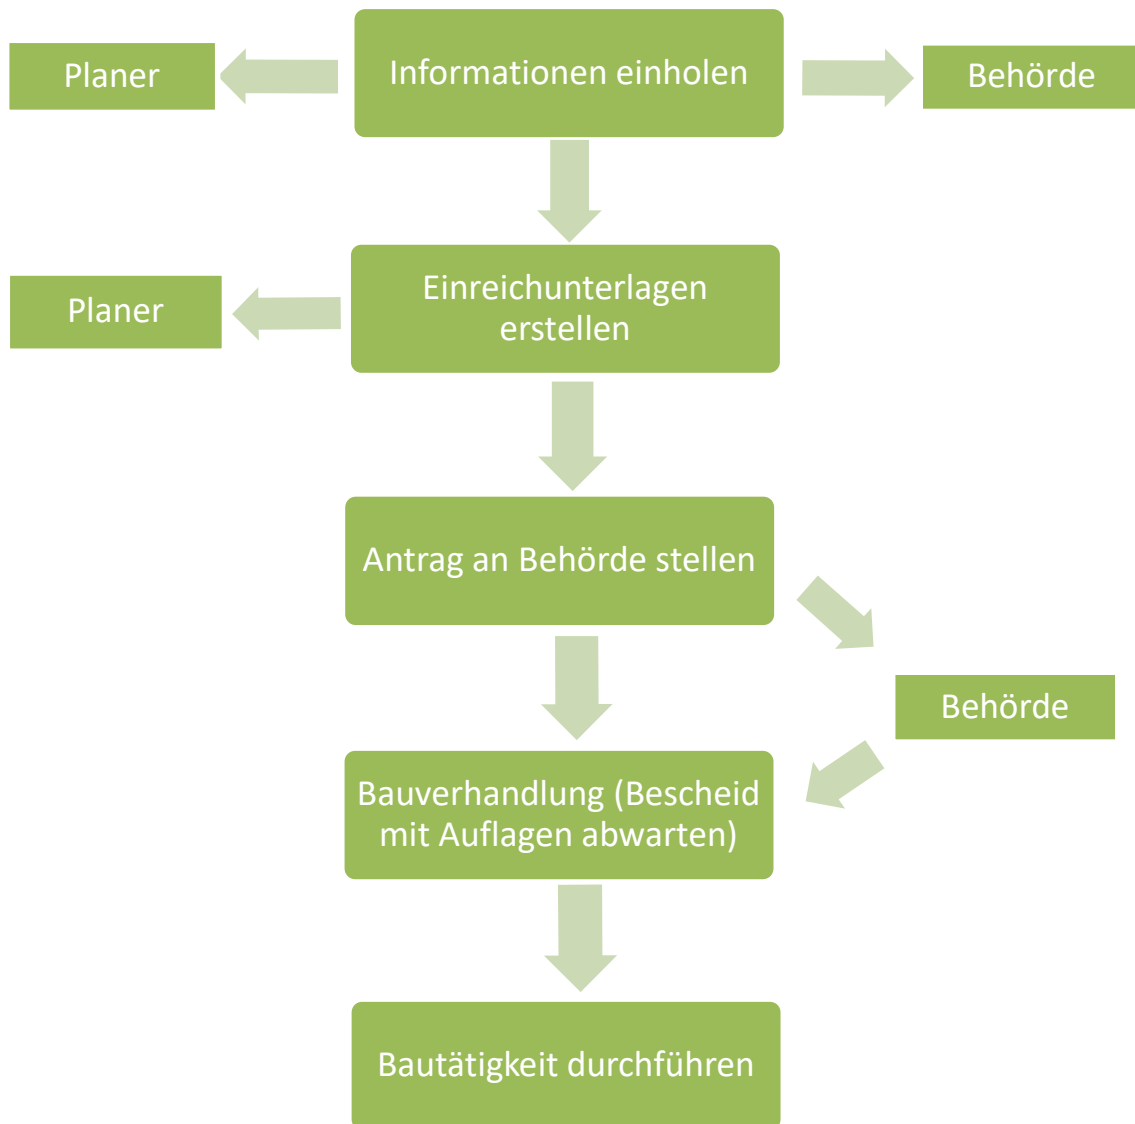 Planer
Informationen einholen
Behörde
Planer
Einreichunterlagen
erstellen
Antrag an Behörde stellen
Behörde
Bauverhandlung (Bescheid
mit Auflagen abwarten)
Bautätigkeit durchführen